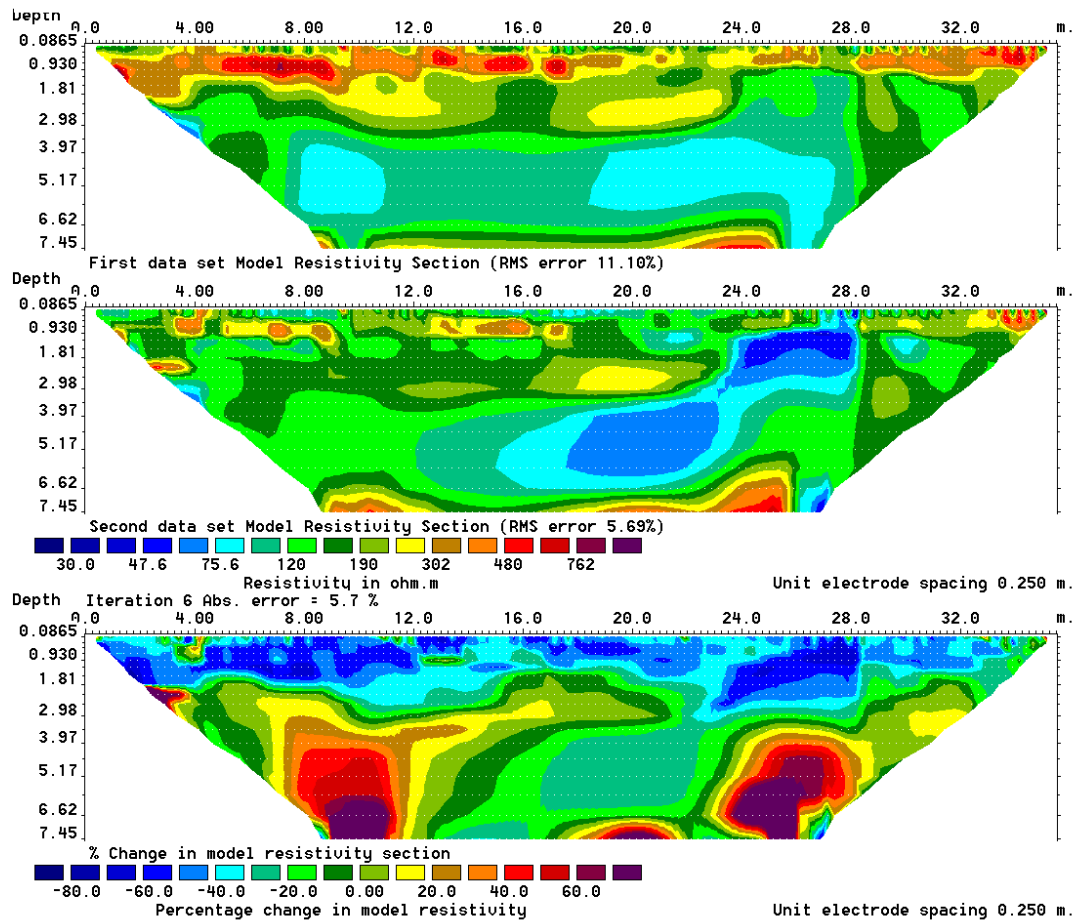 Depth
0.0 4.00 8.00 12.0 16.0 20.0 24.0 28.0 32.0 m.
0.0865
0.930
1.81
2.98
3.97
5.17
6.62
7.45
First data set Model Resistivity Section (RMS error 11.10%)
Depth
0.0 4.00 8.00 12.0 16.0 20.0 24.0 28.0 32.0 m.
0.0865
0.930
1.81
2.98
3.97
5.17
6.62
7.45
Second data set Model Resistivity Section (RMS error 5.69%)
30.0 47.6 75.6 120 190 302 480 762
Resistivity in ohm.m Unit electrode spacing 0.250 m.
Depth Iteration 6 Abs. error = 5.7 %
0.0 4.00 8.00 12.0 16.0 20.0 24.0 28.0 32.0 m.
0.0865
0.930
1.81
2.98
3.97
5.17
6.62
7.45
% Change in model resistivity section
-80.0 -60.0 -40.0 -20.0 0.00 20.0 40.0 60.0
Percentage change in model resistivity Unit electrode spacing 0.250 m.